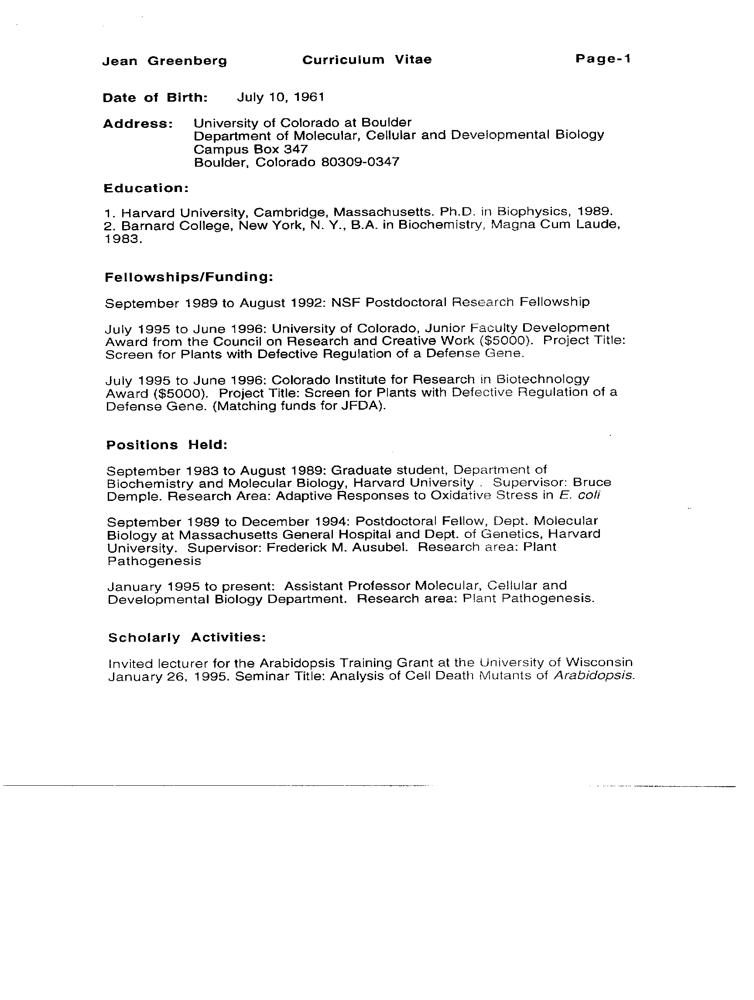 Jean Greenberg Curriculum Vitae Page-1
Date of Birth: July 10, 1961
Address: University of Colorado at Boulder
Department of Molecular, Cellular and Developmental Biology
Campus Box 347
Boulder, Colorado 80309-0347
Education:
1. Harvard University, Cambridge, Massachusetts. Ph.D. in Biophysics, 1989.
2. Barnard College, New York, N. Y., B.A. in Biochemistry, Magna Cum Laude,
1983.
Fellowships/Funding:
September 1989 to August 1992: NSF Postdoctoral Research Fellowship
July 1995 to June 1996: University of Colorado, Junior Faculty Development
Award from the Council on Research and Creative Work ($5000). Project Title:
Screen for Plants with Defective Regulation of a Defense Gene.
July 1995 to June 1996: Colorado Institute for Research in Biotechnology
Award ($5000). Project Title: Screen for Plants with Defective Regulation of a
Defense Gene. (Matching funds for JFDA).
Positions Held:
September 1983 to August 1989: Graduate student, Department of
Biochemistry and Molecular Biology, Harvard University . Supervisor: Bruce
Demple. Research Area: Adaptive Responses to Oxidative Stress in E. coli
September 1989 to December 1994: Postdoctoral Fellow, Dept. Molecular
Biology at Massachusetts General Hospital and Dept. of Genetics, Harvard
University. Supervisor: Frederick M. Ausubel. Research area: Plant
Pathogenesis
January 1995 to present: Assistant Professor Molecular, Cellular and
Developmental Biology Department. Research area: Plant Pathogenesis.
Scholarly Activities:
Invited lecturer for the Arabidopsis Training Grant at the University of Wisconsin
January 26, 1995. Seminar Title: Analysis of Cell Death Mutants of Arabidopsis.